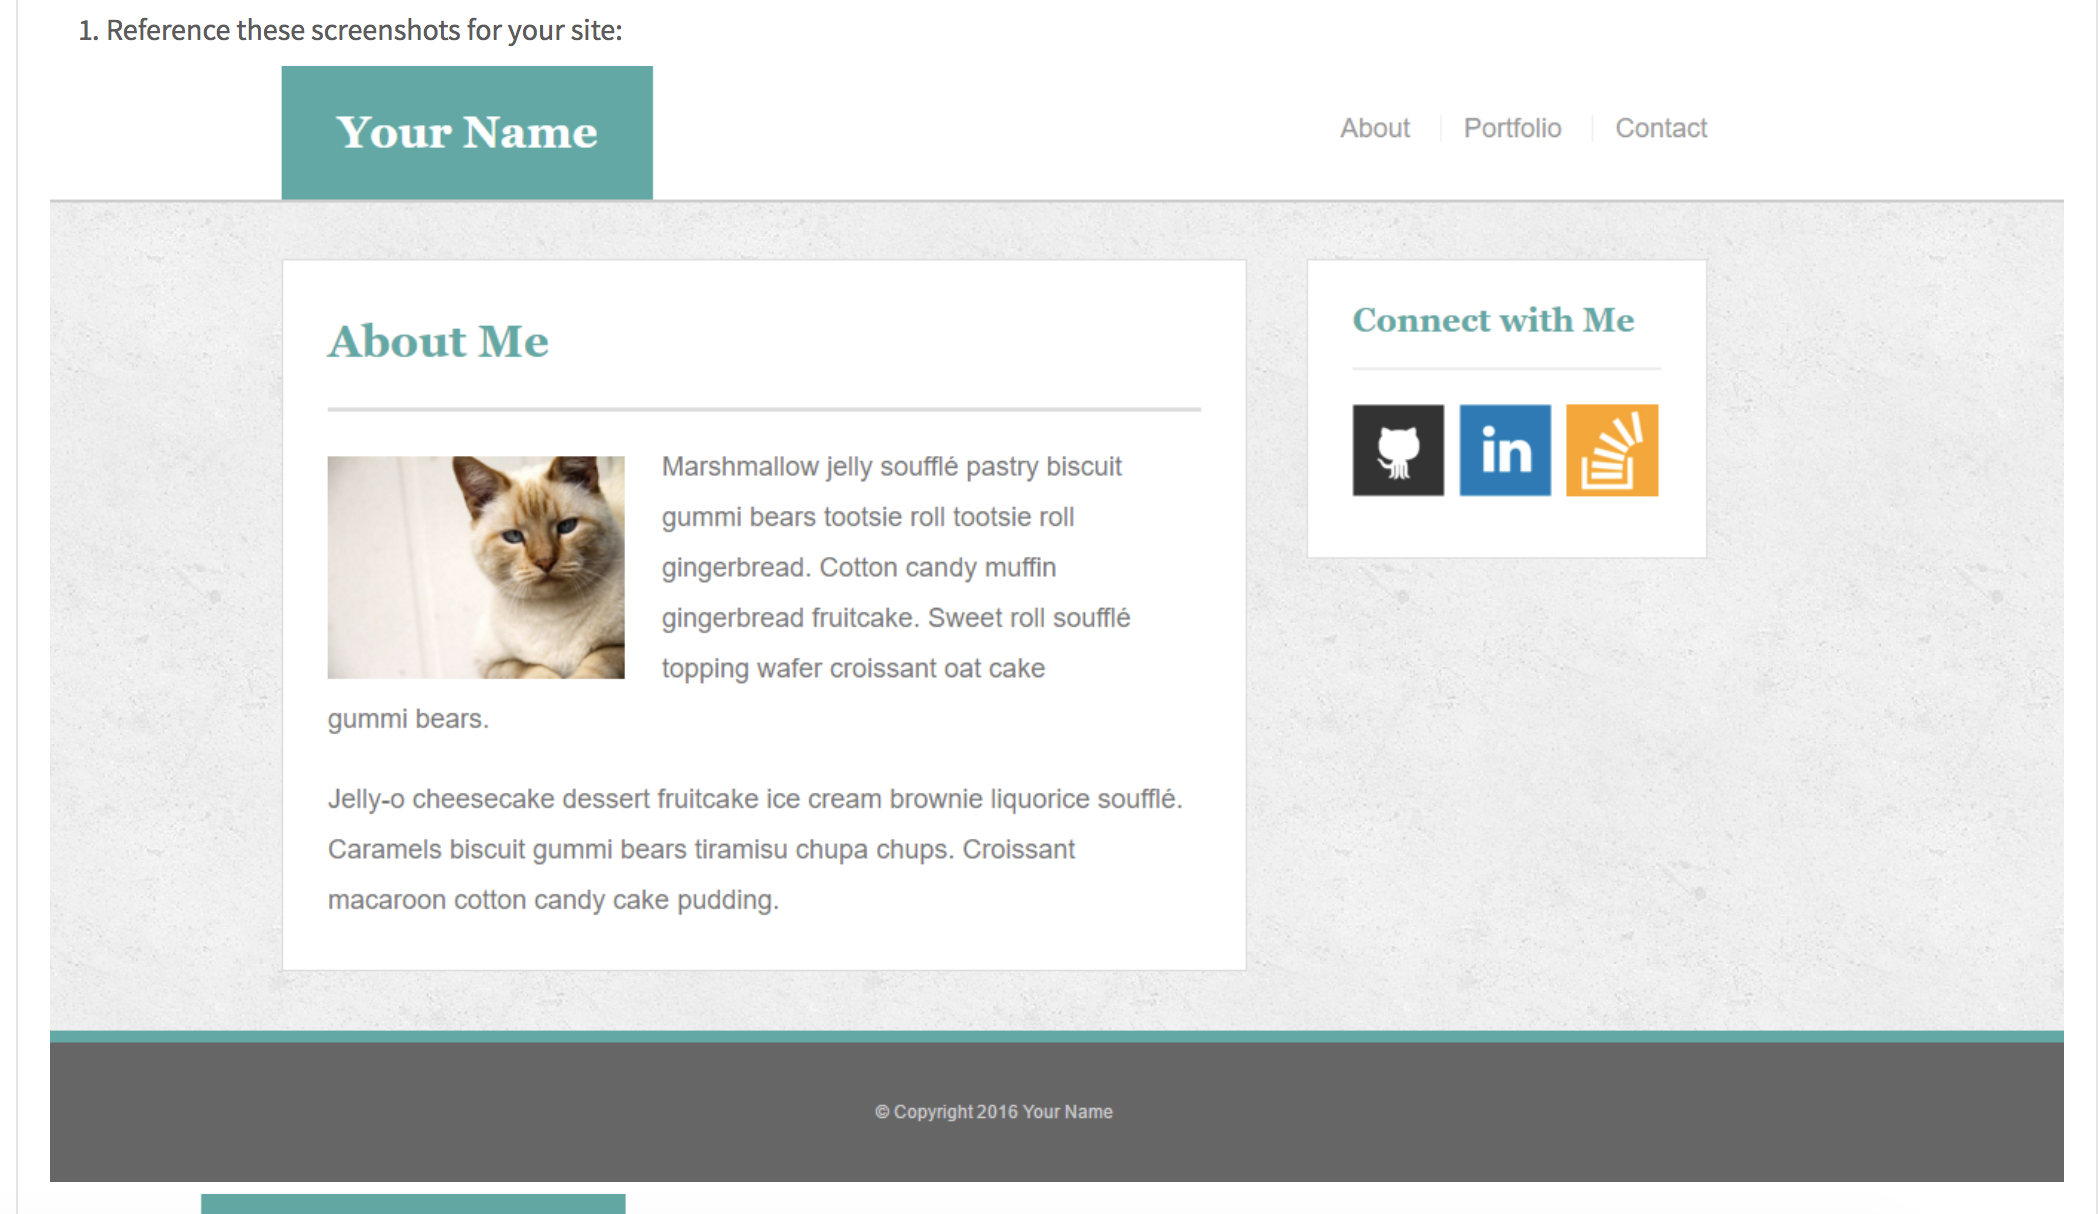 1. Reference these screenshots for your site:
Your Name
About
Portfolio
Contact
About Me
Marshmallow jelly soufflé pastry biscuit
gummi bears tootsie roll tootsie roll
gingerbread. Cotton candy muffin
gingerbread fruitcake. Sweet roll soufflé
topping wafer croissant oat cake
gummi bears.
Jelly-o cheesecake dessert fruitcake ice cream brownie liquorice soufflé.
Caramels biscuit gummi bears tiramisu chupa chups. Croissant
macaroon cotton candy cake pudding.
Connect with Me
in
© Copyright 2016 Your Name